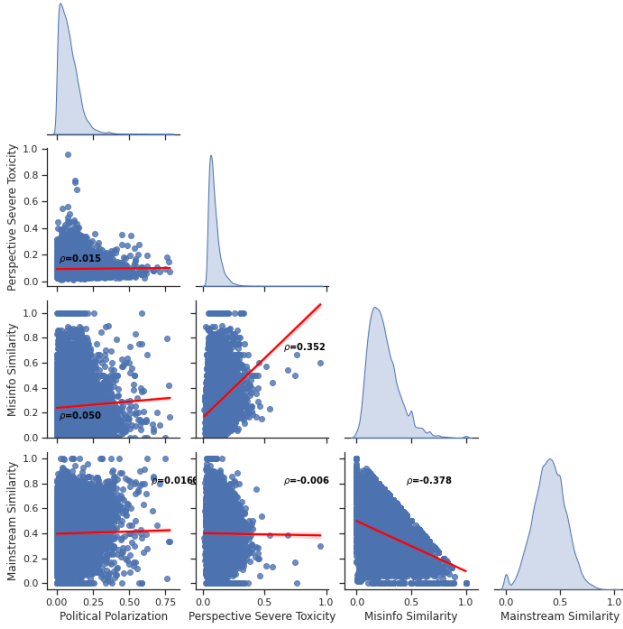 Perspective Severe Toxicity
1.0
0.8
0.6
0.4
0.2
0.0
ρ=0.015
Misinfo Similarity
1.0
0.8
0.6
0.4
0.2
0.0
ρ=0.050
ρ=0.352
Mainstream Similarity
1.0
0.8
0.6
0.4
0.2
0.0
ρ=0.016
ρ=-0.006
ρ=-0.378
0.00 0.25 0.50 0.75
0.0 0.5 1.0
0.0 0.5 1.0
0.0 0.5 1.0
Political Polarization
Perspective Severe Toxicity
Misinfo Similarity
Mainstream Similarity